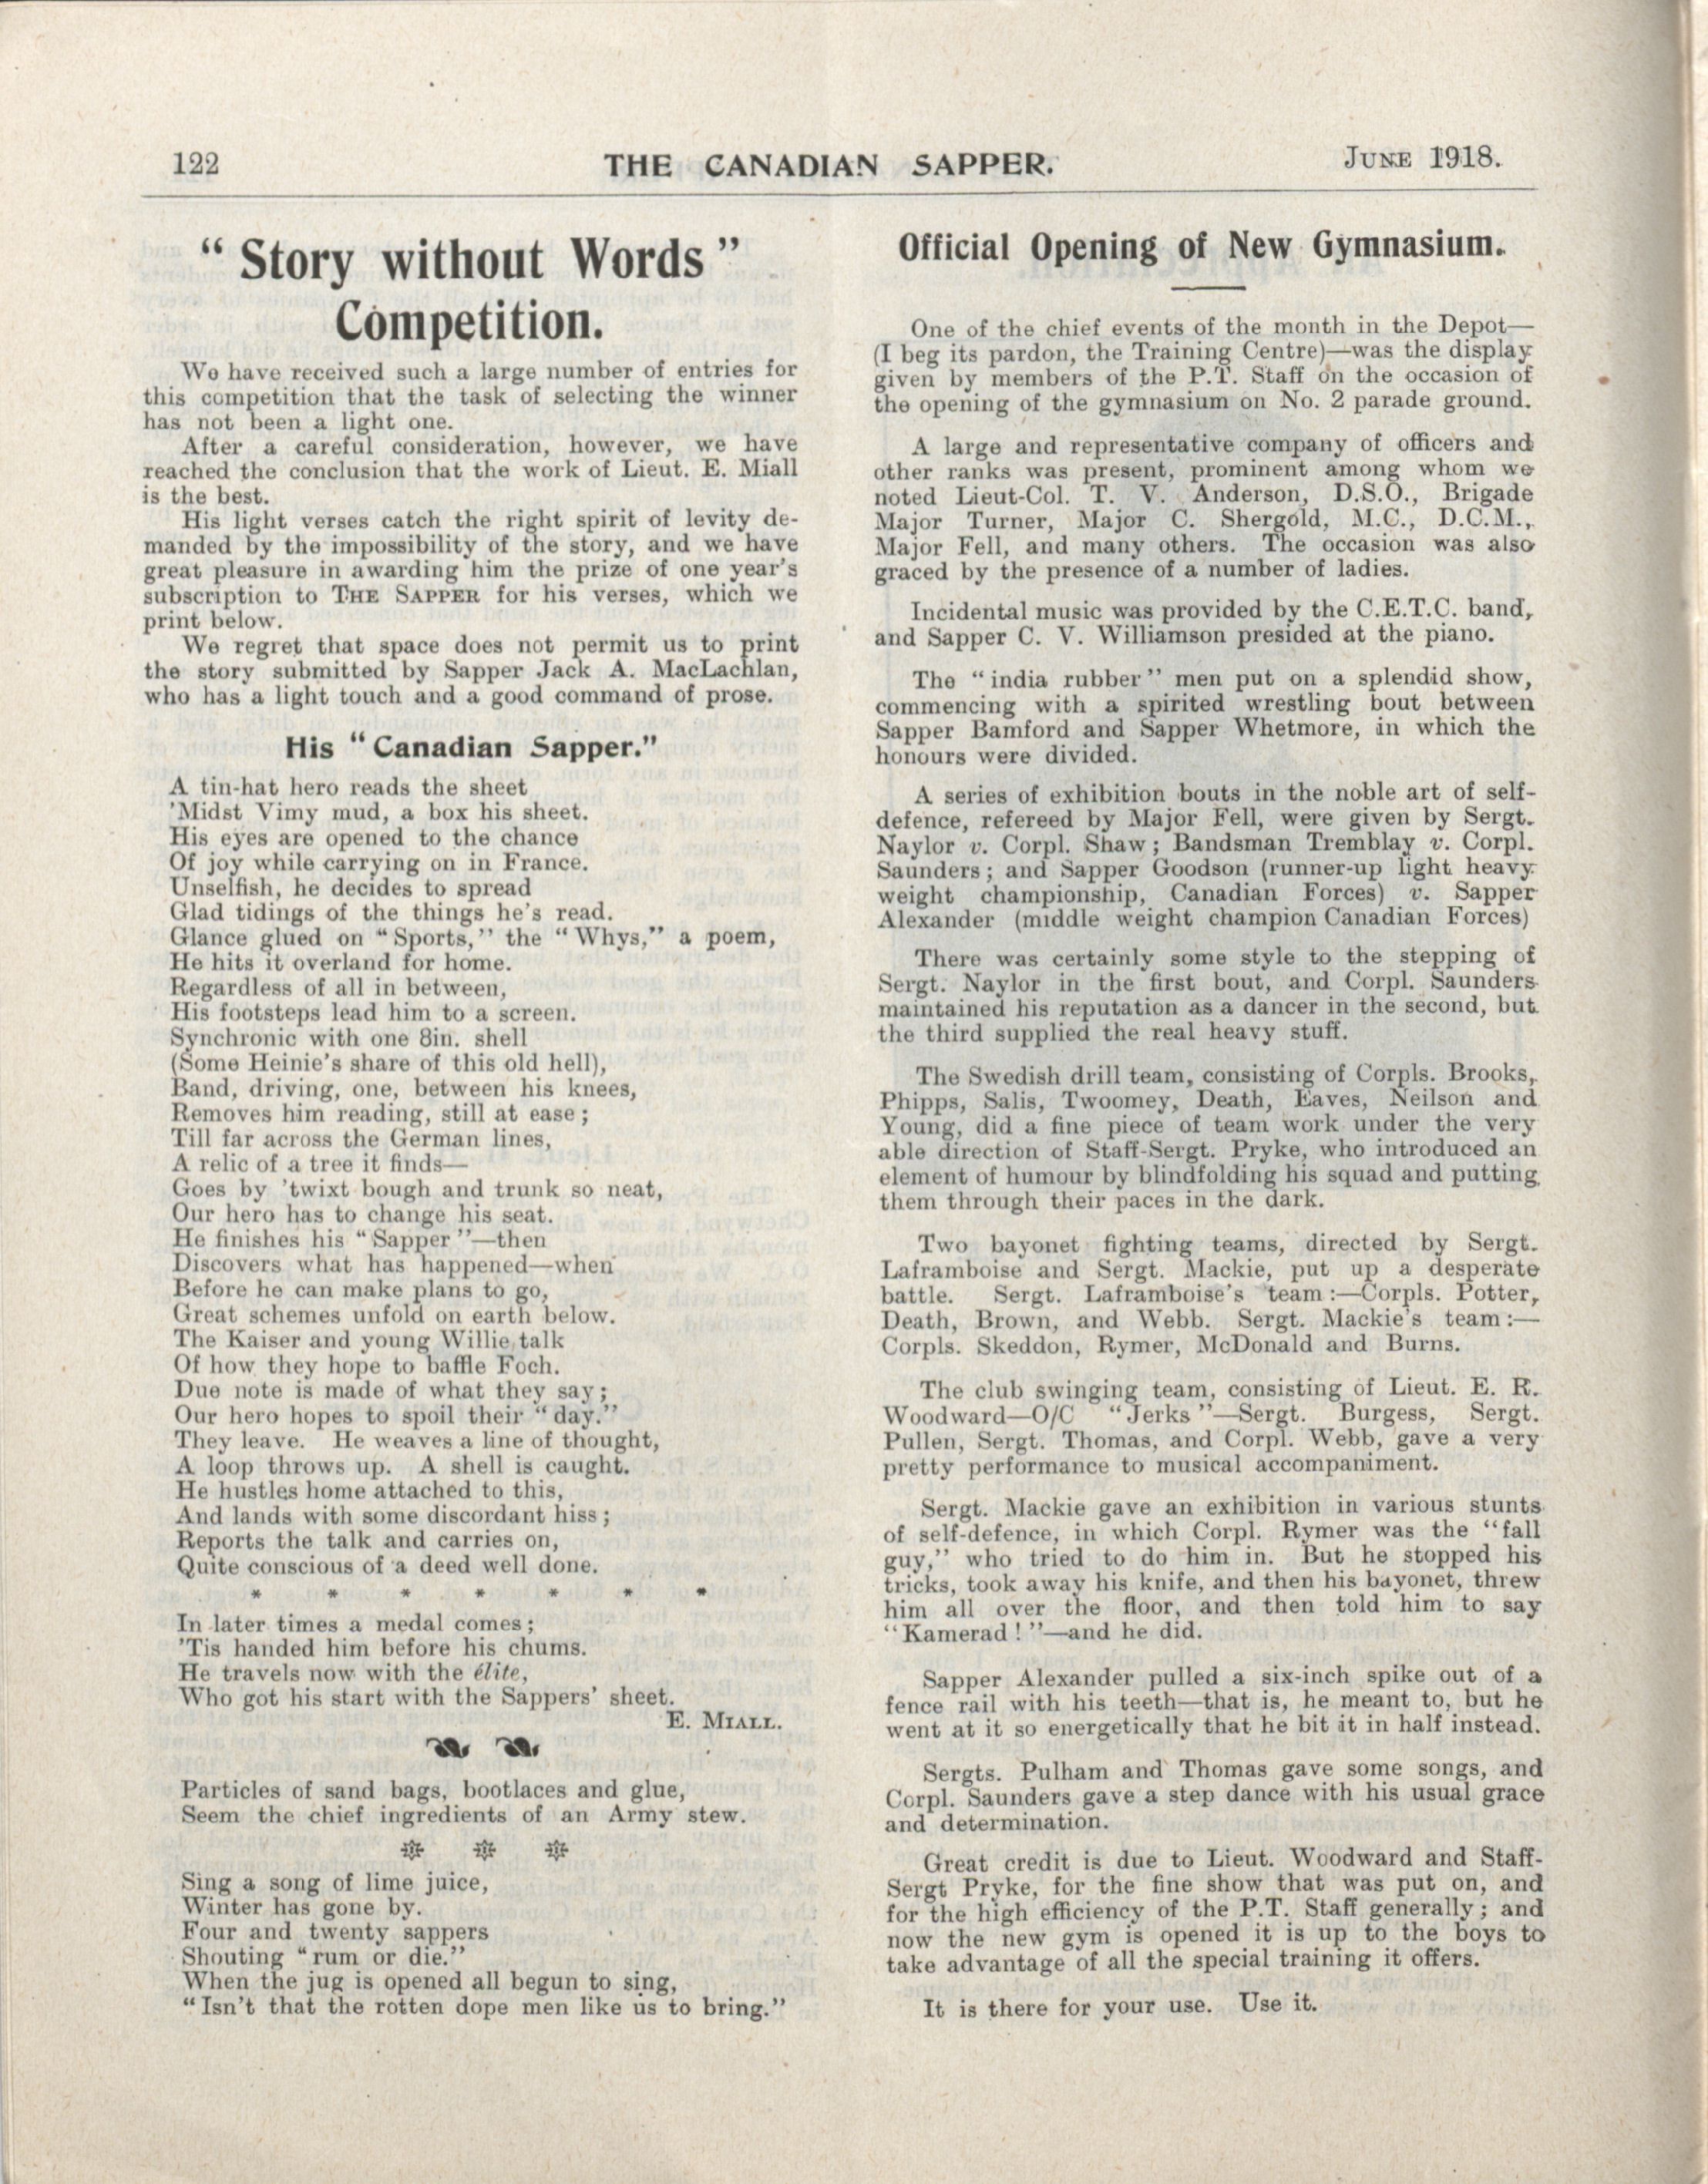 122
THE CANADIAN SAPPER.
JUNE 1918.
“ Story without Words ”
Competition.
We have received such a large number of entries for
this competition that the task of selecting the winner
has not been a light one.
After a careful consideration, however, we have
reached the conclusion that the work of Lieut. E. Miall
is the best.
His light verses catch the right spirit of levity de-
manded by the impossibility of the story, and we have
great pleasure in awarding him the prize of one year's
subscription to THE SAPPER for his verses, which we
print below.
We regret that space does not permit us to print
the story submitted by Sapper Jack A. MacLachlan,
who has a light touch and a good command of prose.
His “ Canadian Sapper.”
A tin-hat hero reads the sheet
'Midst Vimy mud, a box his sheet.
His eyes are opened to the chance
Of joy while carrying on in France.
Unselfish, he decides to spread
Glad tidings of the things he's read.
Glance glued on “ Sports,” the “ Whys,” a poem,
He hits it overland for home.
Regardless of all in between,
His footsteps lead him to a screen.
Synchronic with one 8in. shell
(Some Heinie's share of this old hell),
Band, driving, one, between his knees,
Removes him reading, still at ease ;
Till far across the German lines,
A relic of a tree it finds—
Goes by 'twixt bough and trunk so neat,
Our hero has to change his seat.
He finishes his “ Sapper ”—then
Discovers what has happened—when
Before he can make plans to go,
Great schemes unfold on earth below.
The Kaiser and young Willie talk
Of how they hope to baffle Foch.
Due note is made of what they say ;
Our hero hopes to spoil their “ day.”
They leave. He weaves a line of thought,
A loop throws up. A shell is caught.
He hustles home attached to this,
And lands with some discordant hiss ;
Reports the talk and carries on,
Quite conscious of a deed well done.
* * * * * * *
In later times a medal comes ;
'Tis handed him before his chums.
He travels now with the élite,
Who got his start with the Sappers' sheet.
E. MIALL.
Particles of sand bags, bootlaces and glue,
Seem the chief ingredients of an Army stew.
Sing a song of lime juice,
Winter has gone by.
Four and twenty sappers
Shouting “ rum or die.”
When the jug is opened all begun to sing,
“ Isn't that the rotten dope men like us to bring.”
Official Opening of New Gymnasium.
One of the chief events of the month in the Depot—
(I beg its pardon, the Training Centre)—was the display
given by members of the P.T. Staff on the occasion of
the opening of the gymnasium on No. 2 parade ground.
A large and representative company of officers and
other ranks was present, prominent among whom we
noted Lieut-Col. T. V. Anderson, D.S.O., Brigade
Major Turner, Major C. Shergold, M.C., D.C.M.,
Major Fell, and many others. The occasion was also
graced by the presence of a number of ladies.
Incidental music was provided by the C.E.T.C. band,
and Sapper C. V. Williamson presided at the piano.
The “ india rubber ” men put on a splendid show,
commencing with a spirited wrestling bout between
Sapper Bamford and Sapper Whetmore, in which the
honours were divided.
A series of exhibition bouts in the noble art of self-
defence, refereed by Major Fell, were given by Sergt.
Naylor v. Corpl. Shaw ; Bandsman Tremblay v. Corpl.
Saunders ; and Sapper Goodson (runner-up light heavy
weight championship, Canadian Forces) v. Sapper
Alexander (middle weight champion Canadian Forces)
There was certainly some style to the stepping of
Sergt. Naylor in the first bout, and Corpl. Saunders
maintained his reputation as a dancer in the second, but
the third supplied the real heavy stuff.
The Swedish drill team, consisting of Corpls. Brooks,
Phipps, Salis, Twoomey, Death, Eaves, Neilson and
Young, did a fine piece of team work under the very
able direction of Staff-Sergt. Pryke, who introduced an
element of humour by blindfolding his squad and putting
them through their paces in the dark.
Two bayonet fighting teams, directed by Sergt.
Laframboise and Sergt. Mackie, put up a desperate
battle. Sergt. Laframboise's team :—Corpls. Potter,
Death, Brown, and Webb. Sergt. Mackie's team :—
Corpls. Skeddon, Rymer, McDonald and Burns.
The club swinging team, consisting of Lieut. E. R.
Woodward—O/C “ Jerks ”—Sergt. Burgess, Sergt.
Pullen, Sergt. Thomas, and Corpl. Webb, gave a very
pretty performance to musical accompaniment.
Sergt. Mackie gave an exhibition in various stunts
of self-defence, in which Corpl. Rymer was the “fall
guy,” who tried to do him in. But he stopped his
tricks, took away his knife, and then his bayonet, threw
him all over the floor, and then told him to say
“Kamerad ! ”—and he did.
Sapper Alexander pulled a six-inch spike out of a
fence rail with his teeth—that is, he meant to, but he
went at it so energetically that he bit it in half instead.
Sergts. Pulham and Thomas gave some songs, and
Corpl. Saunders gave a step dance with his usual grace
and determination.
Great credit is due to Lieut. Woodward and Staff-
Sergt Pryke, for the fine show that was put on, and
for the high efficiency of the P.T. Staff generally ; and
now the new gym is opened it is up to the boys to
take advantage of all the special training it offers.
It is there for your use. Use it.